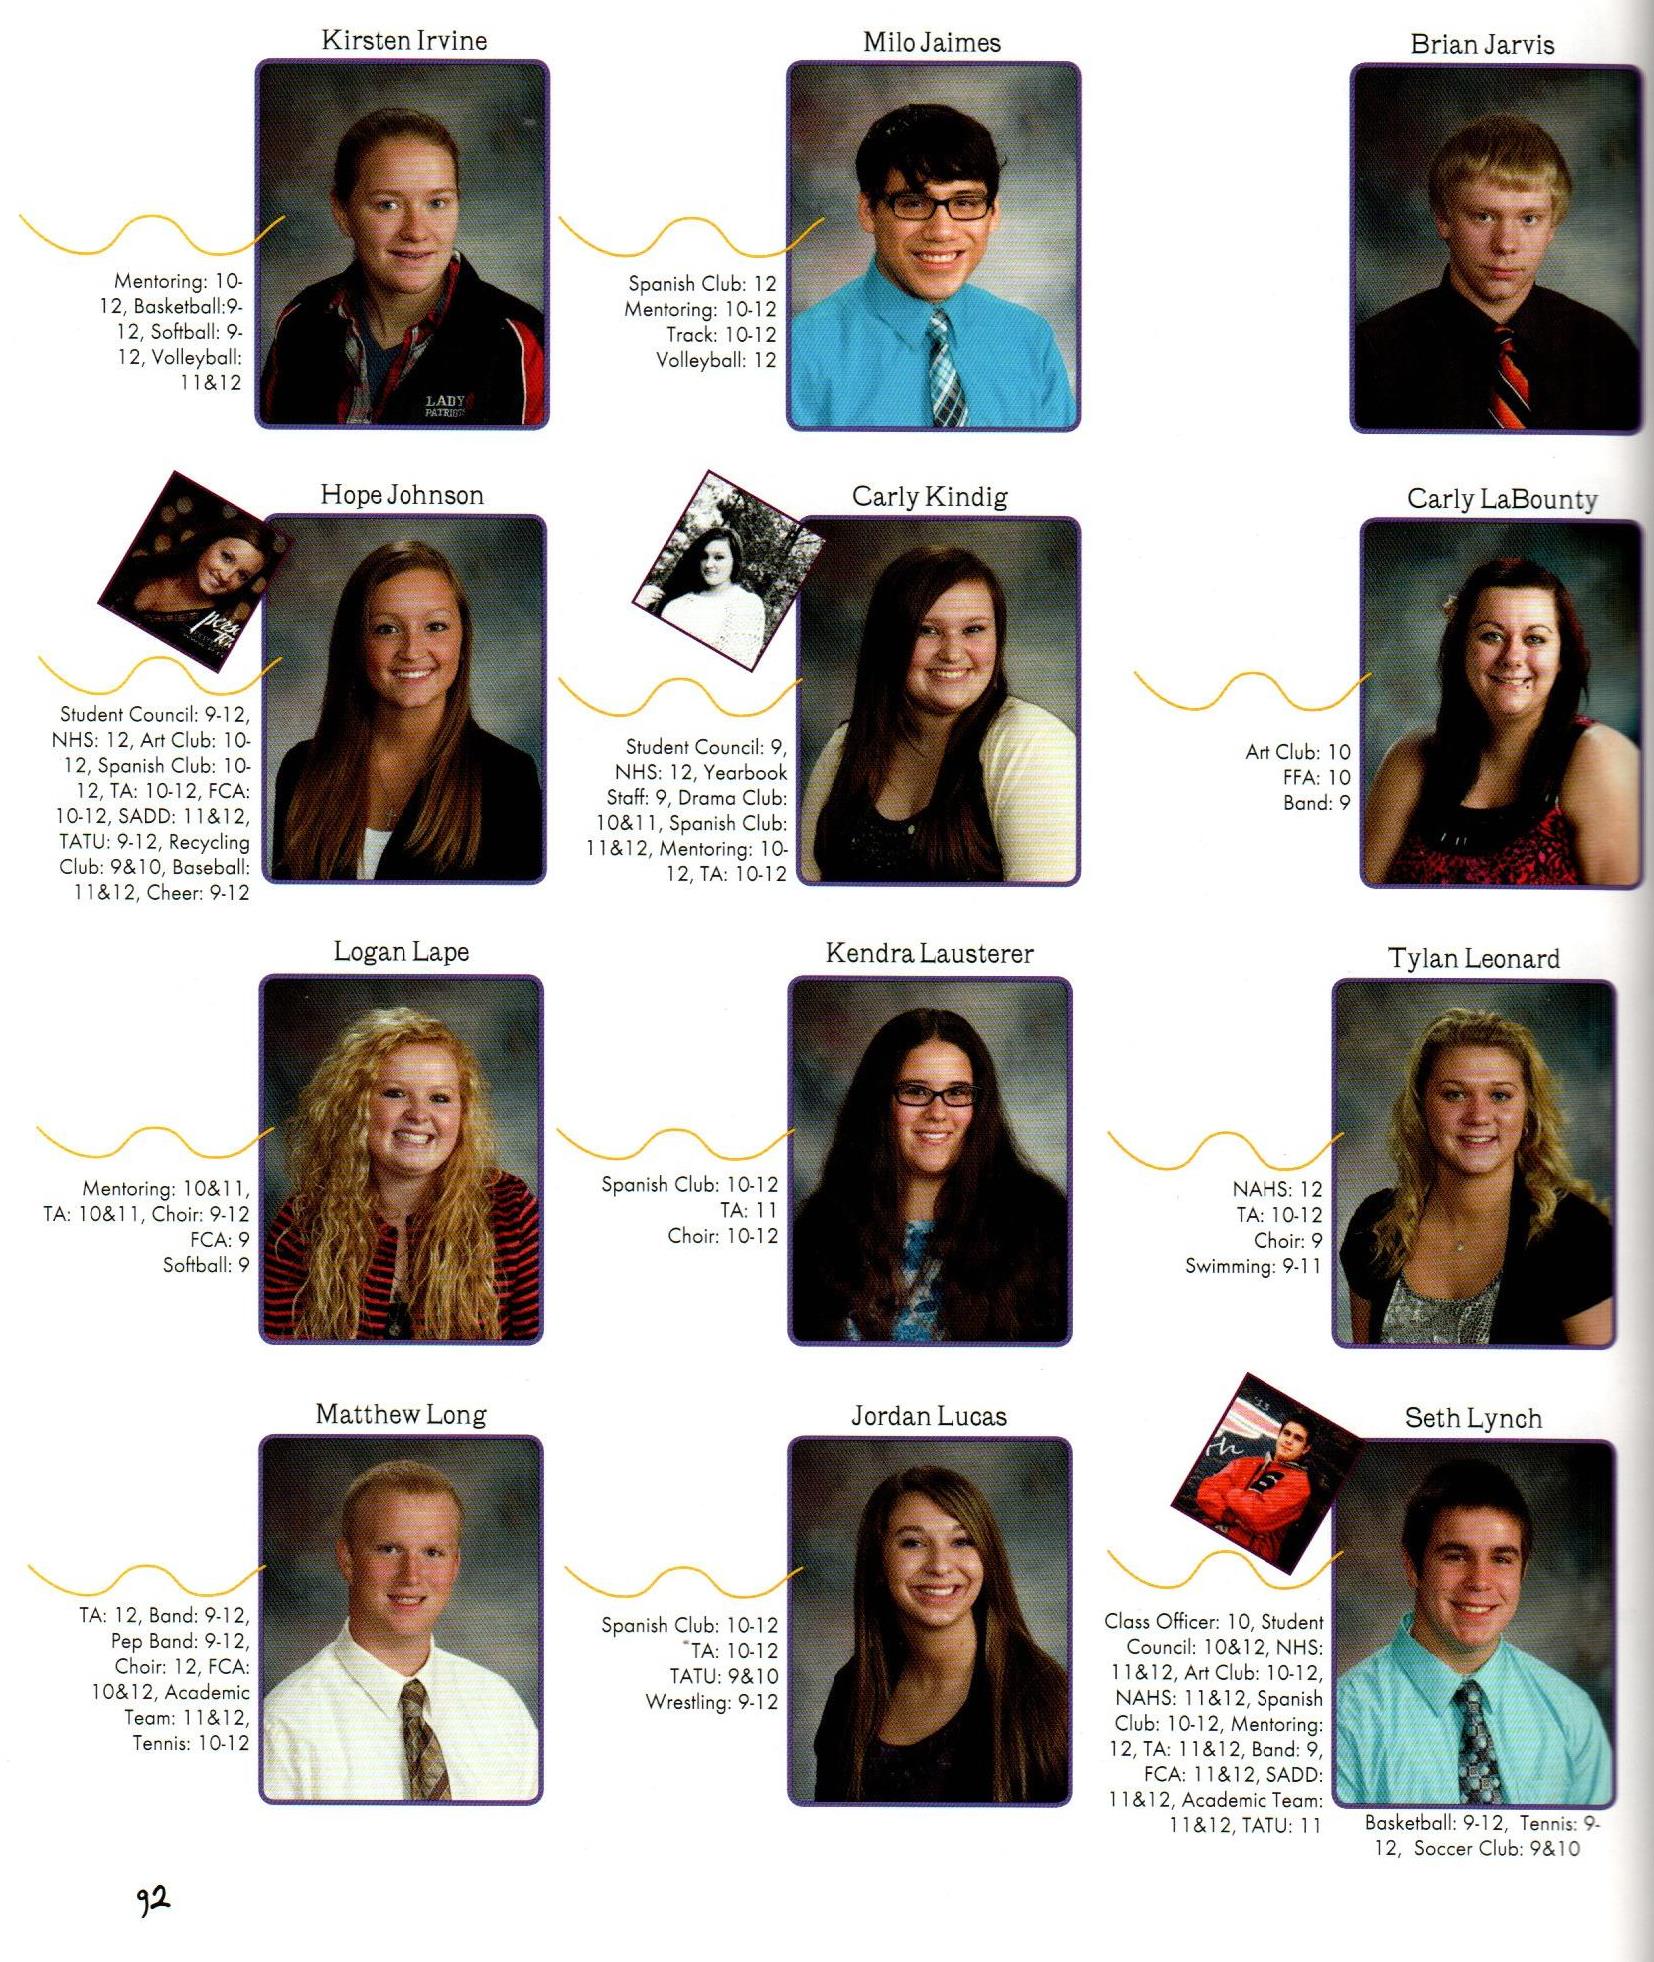 Kirsten Irvine
Mentoring: 10-
12, Basketball:9-
12, Softball: 9-
12, Volleyball:
11&12
LADY
PATRIOTS
Milo Jaimes
Spanish Club: 12
Mentoring: 10-12
Track: 10-12
Volleyball: 12
Brian Jarvis
Hope Johnson
Student Council: 9-12,
NHS: 12, Art Club: 10-
12, Spanish Club: 10-
12, TA: 10-12, FCA:
10-12, SADD: 11&12,
TATU: 9-12, Recycling
Club: 9&10, Baseball:
11&12, Cheer: 9-12
Carly Kindig
Student Council: 9,
NHS: 12, Yearbook
Staff: 9, Drama Club:
10&11, Spanish Club:
11&12, Mentoring: 10-
12, TA: 10-12
Carly LaBounty
Art Club: 10
FFA: 10
Band: 9
Logan Lape
Mentoring: 10&11,
TA: 10&11, Choir: 9-12
FCA: 9
Softball: 9
Kendra Lausterer
Spanish Club: 10-12
TA: 11
Choir: 10-12
Tylan Leonard
NAHS: 12
TA: 10-12
Choir: 9
Swimming: 9-11
Matthew Long
TA: 12, Band: 9-12,
Pep Band: 9-12,
Choir: 12, FCA:
10&12, Academic
Team: 11&12,
Tennis: 10-12
Jordan Lucas
Spanish Club: 10-12
TA: 10-12
TATU: 9&10
Wrestling: 9-12
Seth Lynch
'13
Class Officer: 10, Student
Council: 10&12, NHS:
11&12, Art Club: 10-12,
NAHS: 11&12, Spanish
Club: 10-12, Mentoring:
12, TA: 11&12, Band: 9,
FCA: 11&12, SADD:
11&12, Academic Team:
11&12, TATU: 11
Basketball: 9-12, Tennis: 9-
12, Soccer Club: 9&10
92